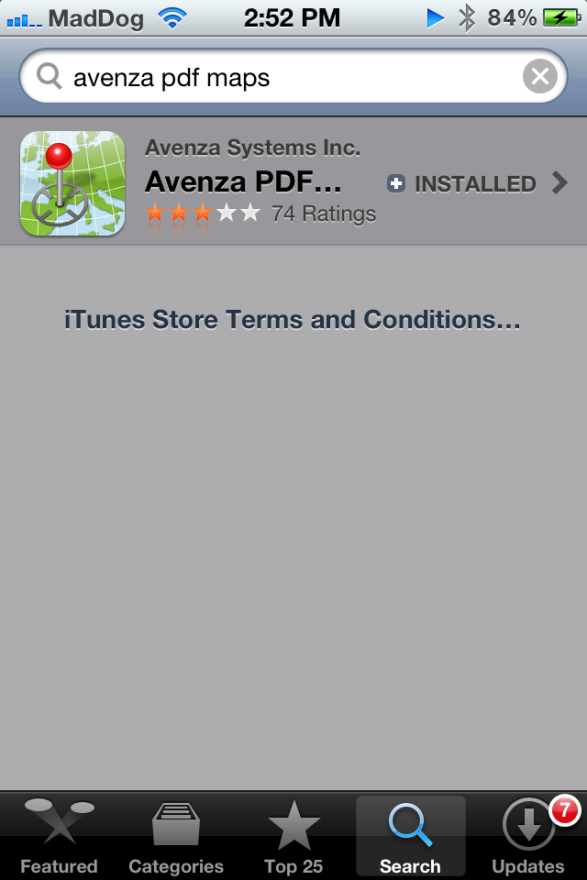 MadDog 2:52 PM 84%
avenza pdf maps
Avenza Systems Inc.
Avenza PDF... INSTALLED
74 Ratings
iTunes Store Terms and Conditions...
7
Featured Categories Top 25 Search Updates